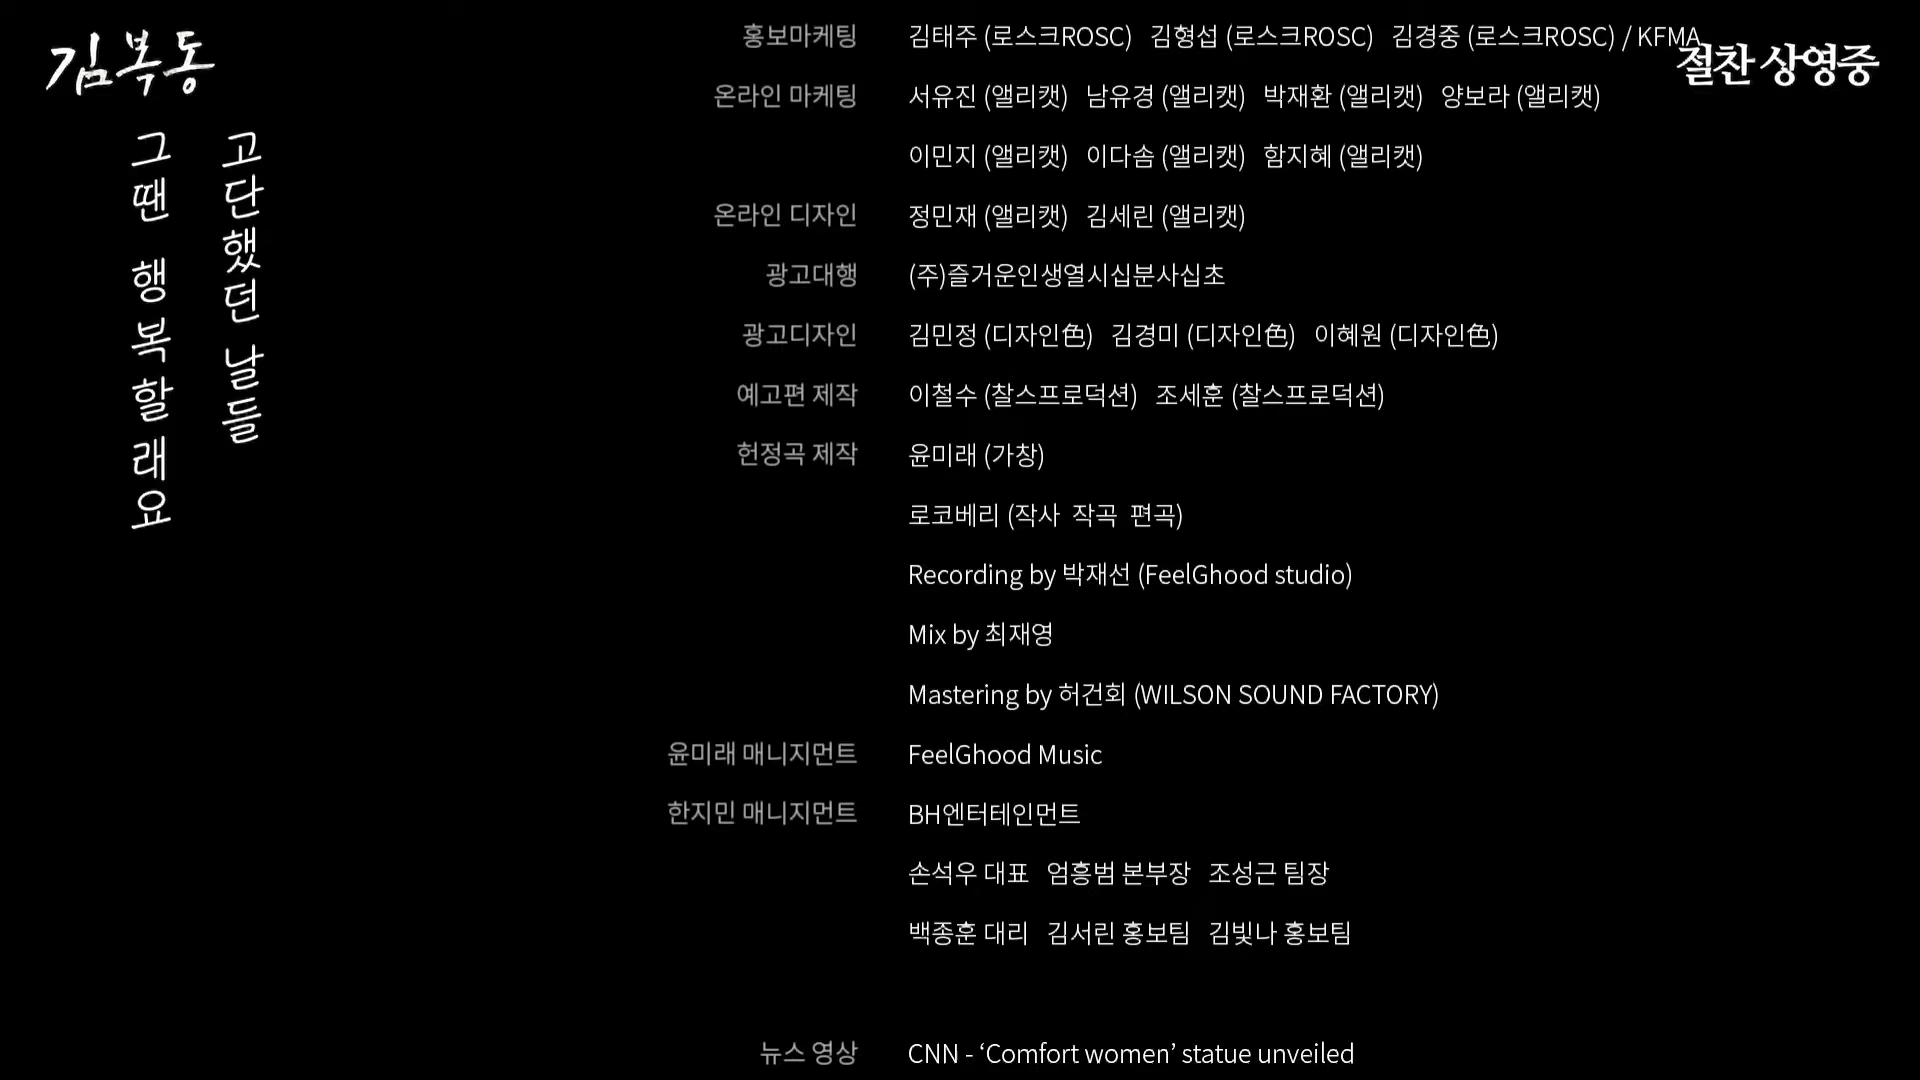 김복동
절찬 상영중
고단했던 날들
그땐 행복할래요
홍보마케팅 김태주 (로스크ROSC) 김형섭 (로스크ROSC) 김경중 (로스크ROSC) / KFMA
온라인 마케팅 서유진 (앨리캣) 남유경 (앨리캣) 박재환 (앨리캣) 양보라 (앨리캣)
이민지 (앨리캣) 이다솜 (앨리캣) 함지혜 (앨리캣)
온라인 디자인 정민재 (앨리캣) 김세린 (앨리캣)
광고대행 (주)즐거운인생열시십분사십초
광고디자인 김민정 (디자인色) 김경미 (디자인色) 이혜원 (디자인色)
예고편 제작 이철수 (찰스프로덕션) 조세훈 (찰스프로덕션)
헌정곡 제작 윤미래 (가창)
로코베리 (작사 작곡 편곡)
Recording by 박재선 (FeelGhood studio)
Mix by 최재영
Mastering by 허건회 (WILSON SOUND FACTORY)
윤미래 매니지먼트 FeelGhood Music
한지민 매니지먼트 BH엔터테인먼트
손석우 대표 엄흥범 본부장 조성근 팀장
백종훈 대리 김서린 홍보팀 김빛나 홍보팀
뉴스 영상 CNN - ‘Comfort women’ statue unveiled